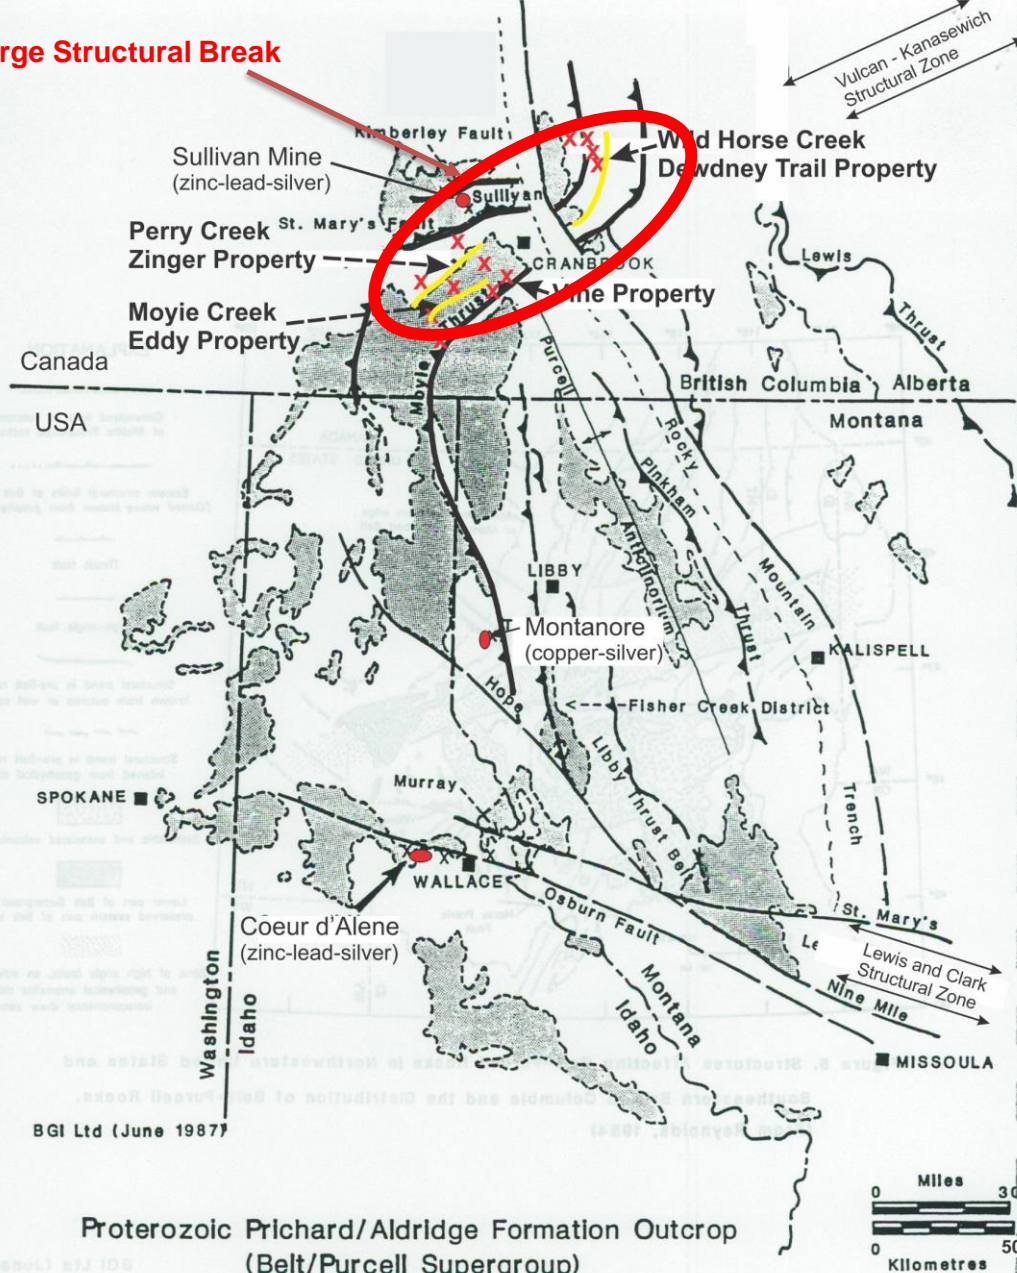 rge Structural Break
Vulcan - Kanasewich
Structural Zone
Kimberley Fault
Sullivan Mine
(zinc-lead-silver)
Wild Horse Creek
Dewdney Trail Property
Sullivan
St. Mary's Fault
Perry Creek
Zinger Property
CRANBROOK
Lewis
Thrust
Vine Property
Moyie Creek
Eddy Property
Moyie
Thrust
Canada
USA
British Columbia
Alberta
Montana
Purcell
Anticlinorium
Rocky
Mountain
Trench
Pinkham
Thrust
LIBBY
Montanore
(copper-silver)
KALISPELL
Hope
Fisher Creek District
Libby
Thrust Belt
Murray
SPOKANE
WALLACE
Osburn Fault
St. Mary's
Coeur d'Alene
(zinc-lead-silver)
Le
Lewis and Clark
Structural Zone
Nine Mile
Washington
Idaho
Montana
Idaho
MISSOULA
BGI Ltd (June 1987)
Miles
0 30
0 50
Kilometres
Proterozoic Prichard/Aldridge Formation Outcrop
(Belt/Purcell Supergroup)